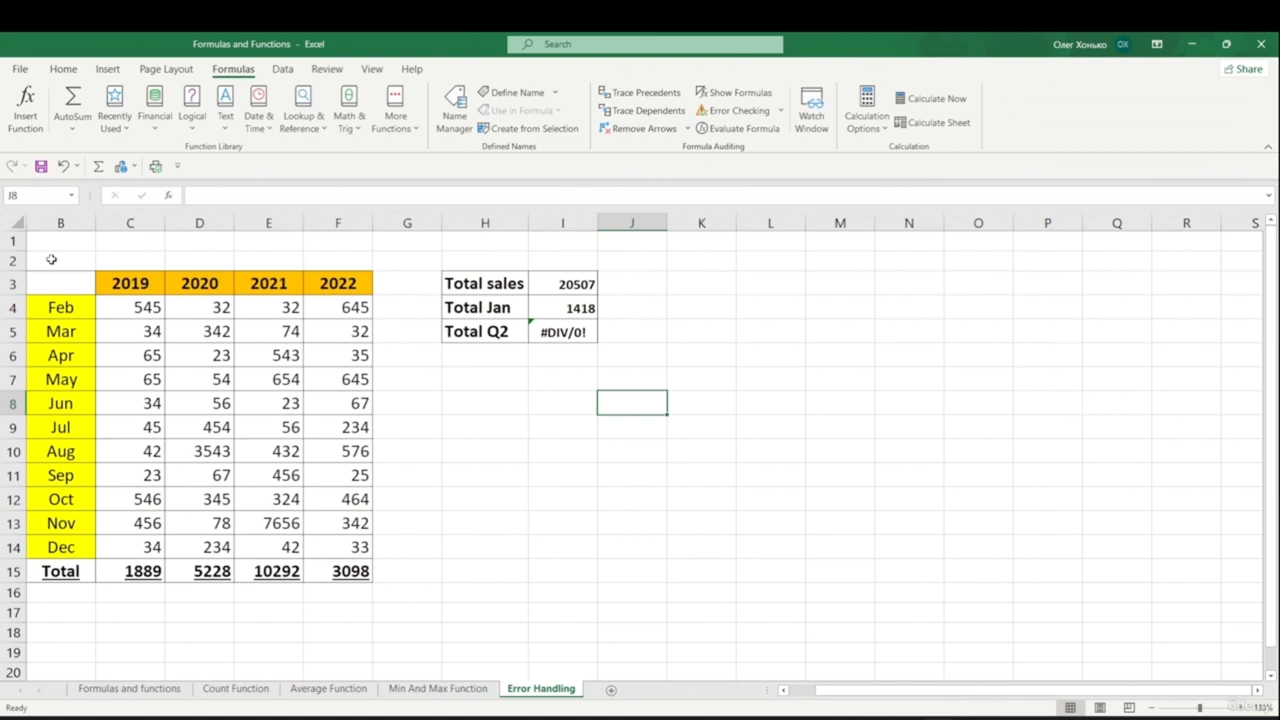 Formulas and Functions - Excel
Search
Олег Хонько
ОХ
File Home Insert Page Layout Formulas Data Review View Help
Share
Insert Function
AutoSum
Recently Used
Financial
Logical
Text
Date & Time
Lookup & Reference
Math & Trig
More Functions
Function Library
Name Manager
Define Name
Use in Formula
Create from Selection
Defined Names
Trace Precedents
Trace Dependents
Remove Arrows
Show Formulas
Error Checking
Evaluate Formula
Formula Auditing
Watch Window
Calculation Options
Calculate Now
Calculate Sheet
Calculation
J8
fx
B C D E F G H I J K L M N O P Q R S
1
2
3 2019 2020 2021 2022 Total sales 20507
4 Feb 545 32 32 645 Total Jan 1418
5 Mar 34 342 74 32 Total Q2 #DIV/0!
6 Apr 65 23 543 35
7 May 65 54 654 645
8 Jun 34 56 23 67
9 Jul 45 454 56 234
10 Aug 42 3543 432 576
11 Sep 23 67 456 25
12 Oct 546 345 324 464
13 Nov 456 78 7656 342
14 Dec 34 234 42 33
15 Total 1889 5228 10292 3098
16
17
18
19
20
Formulas and functions Count Function Average Function Min And Max Function Error Handling
Ready